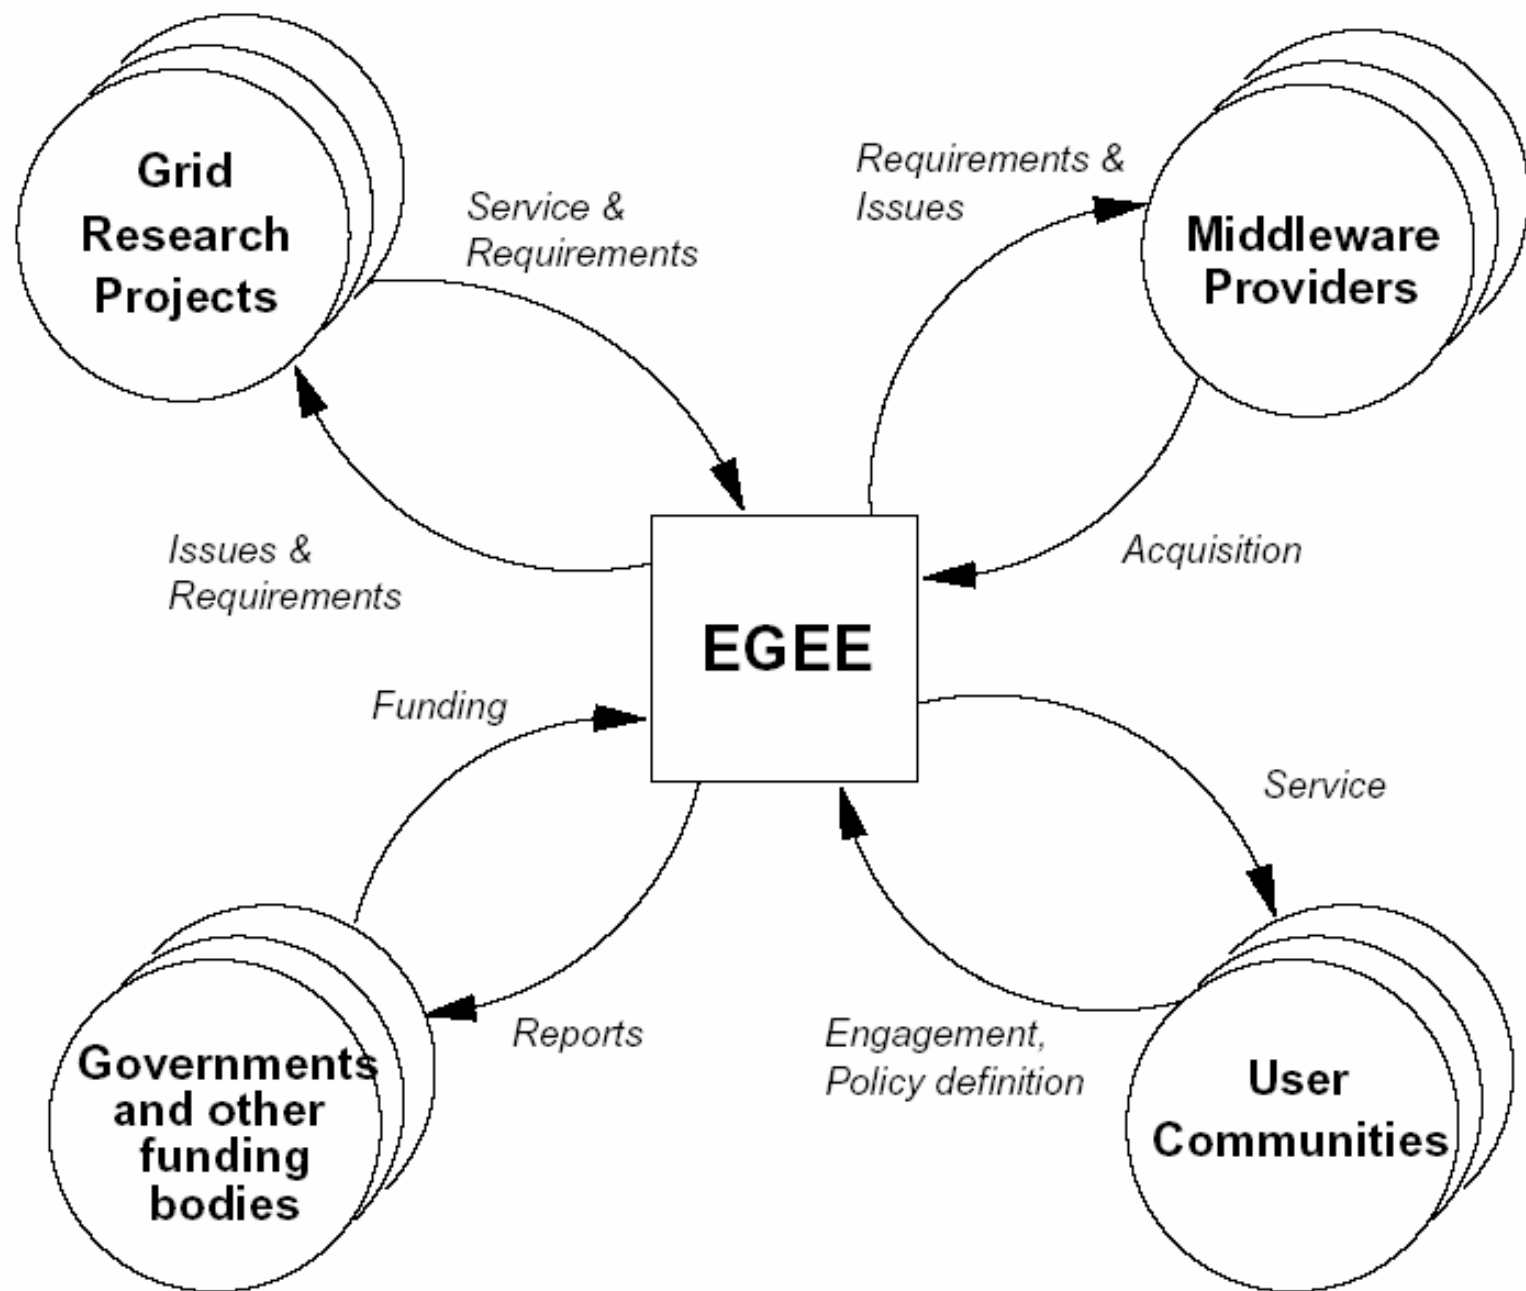 Grid
Research
Projects
Service &
Requirements
Requirements &
Issues
Middleware
Providers
Issues &
Requirements
Acquisition
EGEE
Funding
Service
Reports
Engagement,
Policy definition
Governments
and other
funding
bodies
User
Communities